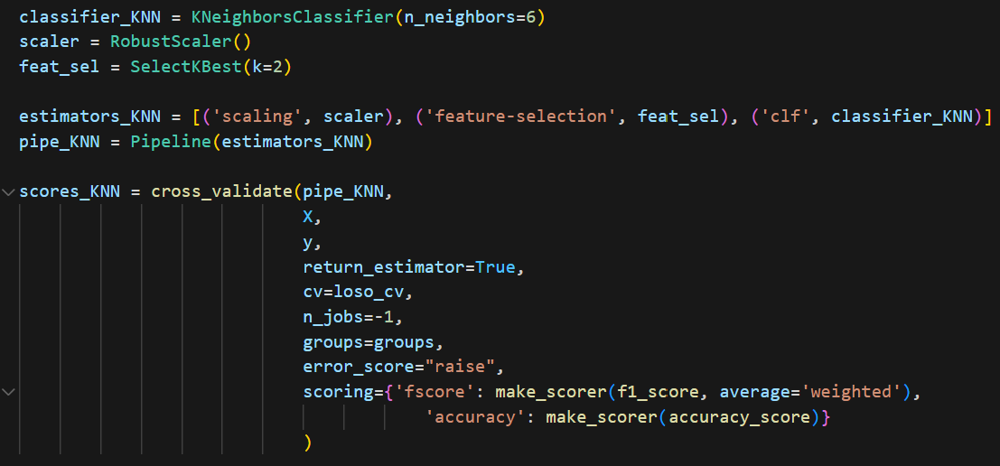 classifier_KNN = KNeighborsClassifier(n_neighbors=6)
scaler = RobustScaler()
feat_sel = SelectKBest(k=2)
estimators_KNN = [('scaling', scaler), ('feature-selection', feat_sel), ('clf', classifier_KNN)]
pipe_KNN = Pipeline(estimators_KNN)
scores_KNN = cross_validate(pipe_KNN,
X,
y,
return_estimator=True,
cv=loso_cv,
n_jobs=-1,
groups=groups,
error_score="raise",
scoring={'fscore': make_scorer(f1_score, average='weighted'),
'accuracy': make_scorer(accuracy_score)}
)